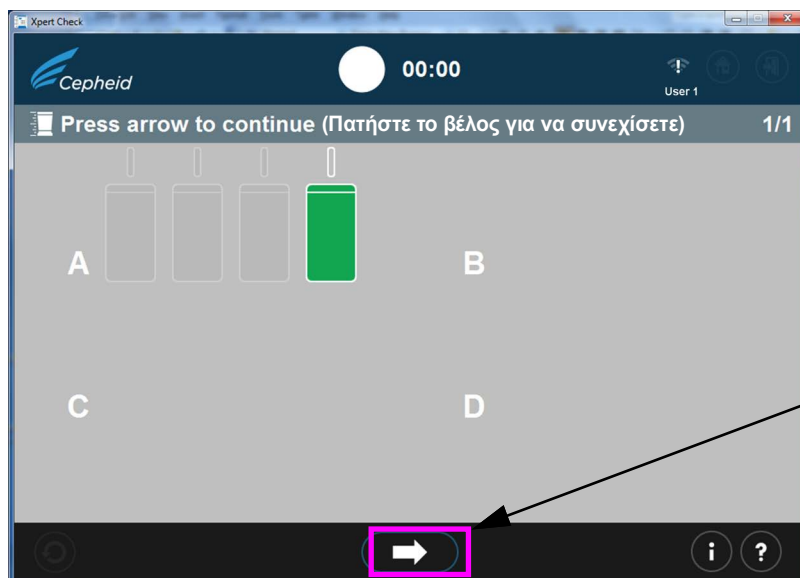 Xpert Check
Cepheid
00:00
User 1
Press arrow to continue (Πατήστε το βέλος για να συνεχίσετε) 1/1
A B
C D
i ?